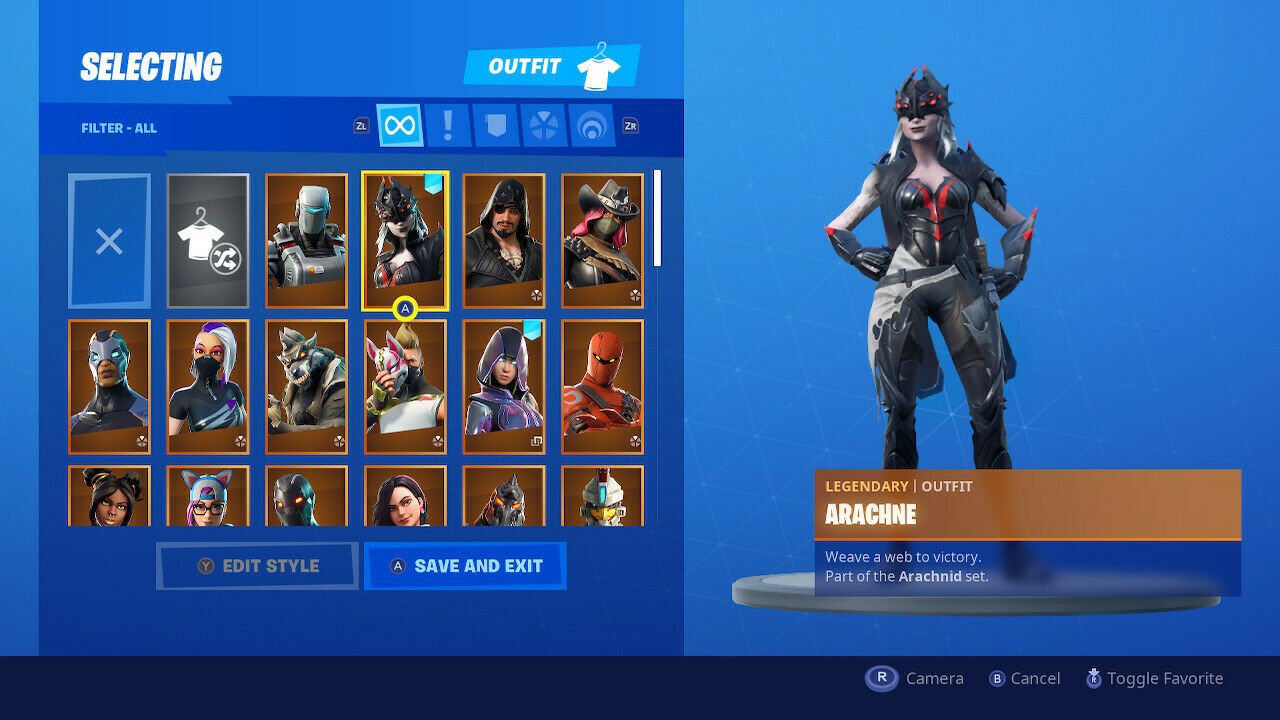 SELECTING
OUTFIT
FILTER - ALL
ZL
ZR
A
LEGENDARY | OUTFIT
ARACHNE
Weave a web to victory.
Part of the Arachnid set.
Y EDIT STYLE
A SAVE AND EXIT
R Camera
B Cancel
R Toggle Favorite